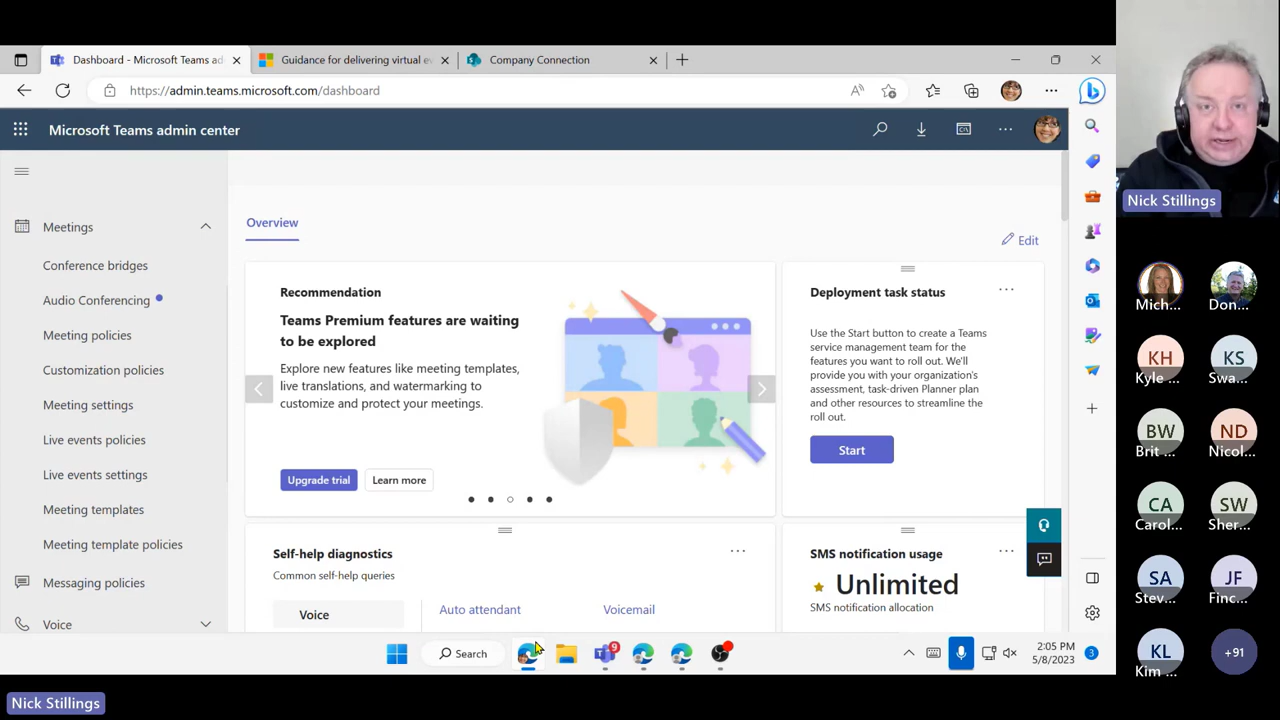 Dashboard - Microsoft Teams ad
Guidance for delivering virtual ev
Company Connection
https://admin.teams.microsoft.com/dashboard
Microsoft Teams admin center
Meetings
Conference bridges
Audio Conferencing
Meeting policies
Customization policies
Meeting settings
Live events policies
Live events settings
Meeting templates
Meeting template policies
Messaging policies
Voice
Overview
Edit
Recommendation
Teams Premium features are waiting
to be explored
Explore new features like meeting templates,
live translations, and watermarking to
customize and protect your meetings.
Upgrade trial
Learn more
Deployment task status
Use the Start button to create a Teams
service management team for the
features you want to roll out. We'll
provide you with your organization's
assessment, task-driven Planner plan
and other resources to streamline the
roll out.
Start
Self-help diagnostics
Common self-help queries
Voice
Auto attendant
Voicemail
SMS notification usage
Unlimited
SMS notification allocation
Search
9
2:05 PM
5/8/2023
3
Nick Stillings
Nick Stillings
Mich...
Don...
KH
Kyle ...
KS
Swa...
BW
Brit ...
ND
Nicol...
CA
Carol...
SW
Sher...
SA
Stev...
JF
Finc...
KL
Kim ...
+91